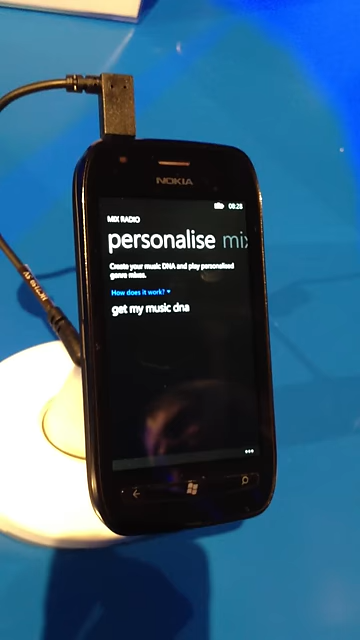 NOKIA
08:28
MIX RADIO
personalise mix
Create your music DNA and play personalised
genre mixes.
How does it work?
get my music dna